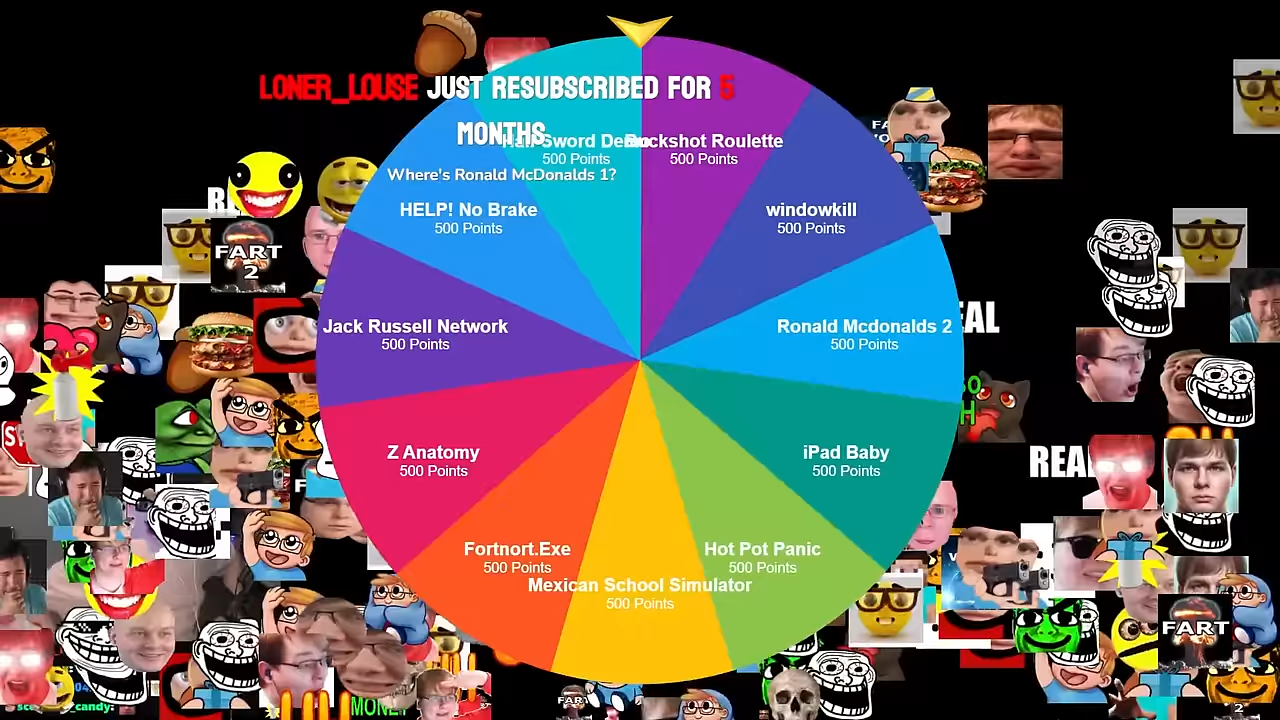 LONER_LOUSE JUST RESUBSCRIBED FOR 5
MONTHS
Sword
500 Points
Buckshot Roulette
500 Points
Where's Ronald McDonalds 1?
HELP! No Brake
500 Points
windowkill
500 Points
FART
2
Jack Russell Network
500 Points
Ronald Mcdonalds 2
500 Points
Z Anatomy
500 Points
iPad Baby
500 Points
Fortnort.Exe
500 Points
Hot Pot Panic
500 Points
Mexican School Simulator
500 Points
FART
2